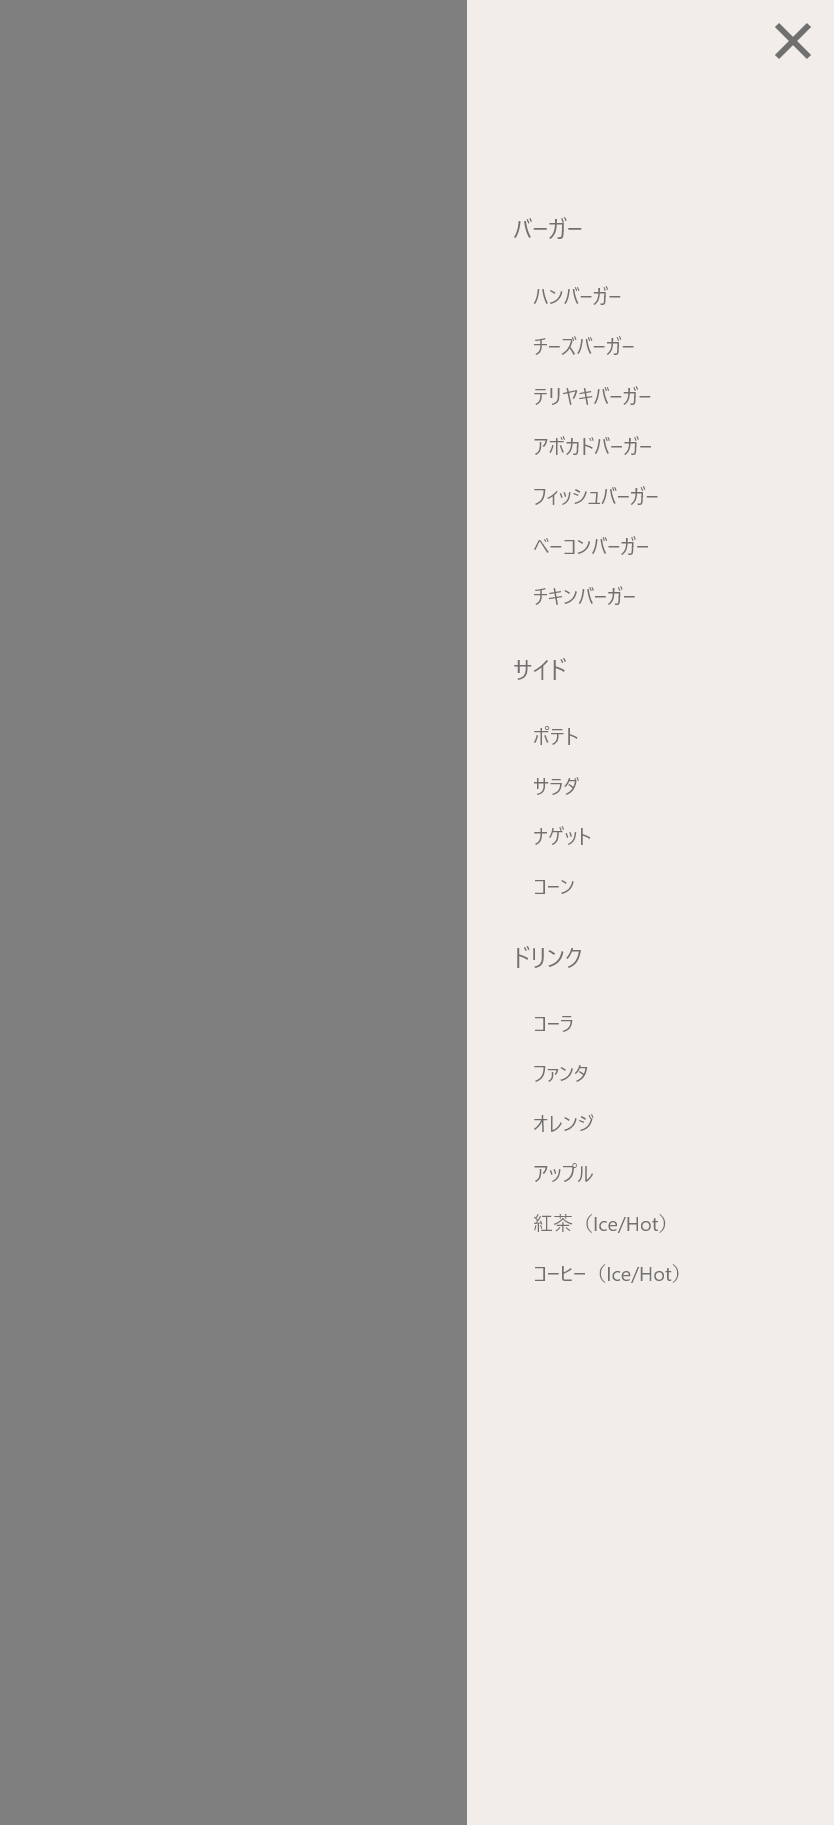 バーガー
ハンバーガー
チーズバーガー
テリヤキバーガー
アボカドバーガー
フィッシュバーガー
ベーコンバーガー
チキンバーガー
サイド
ポテト
サラダ
ナゲット
コーン
ドリンク
コーラ
ファンタ
オレンジ
アップル
紅茶（Ice/Hot）
コーヒー（Ice/Hot）